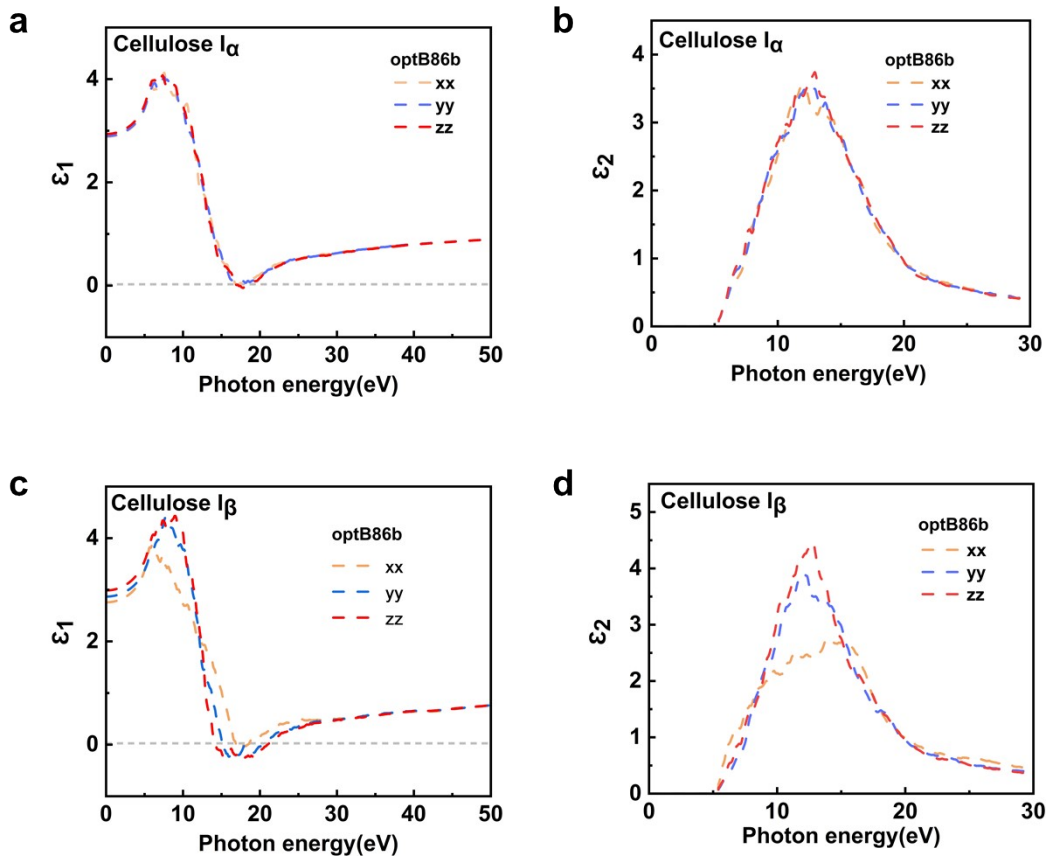 a
Cellulose Iα
optB86b
xx
yy
zz
ε1
4
2
0
0 10 20 30 40 50
Photon energy(eV)
b
Cellulose Iα
optB86b
xx
yy
zz
ε2
4
3
2
1
0
0 10 20 30
Photon energy(eV)
c
Cellulose Iβ
optB86b
xx
yy
zz
ε1
4
2
0
0 10 20 30 40 50
Photon energy(eV)
d
Cellulose Iβ
optB86b
xx
yy
zz
ε2
5
4
3
2
1
0
0 10 20 30
Photon energy(eV)